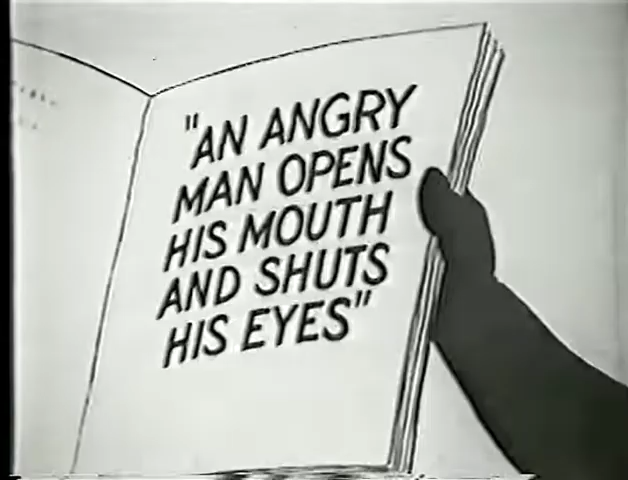 "AN ANGRY
MAN OPENS
HIS MOUTH
AND SHUTS
HIS EYES"